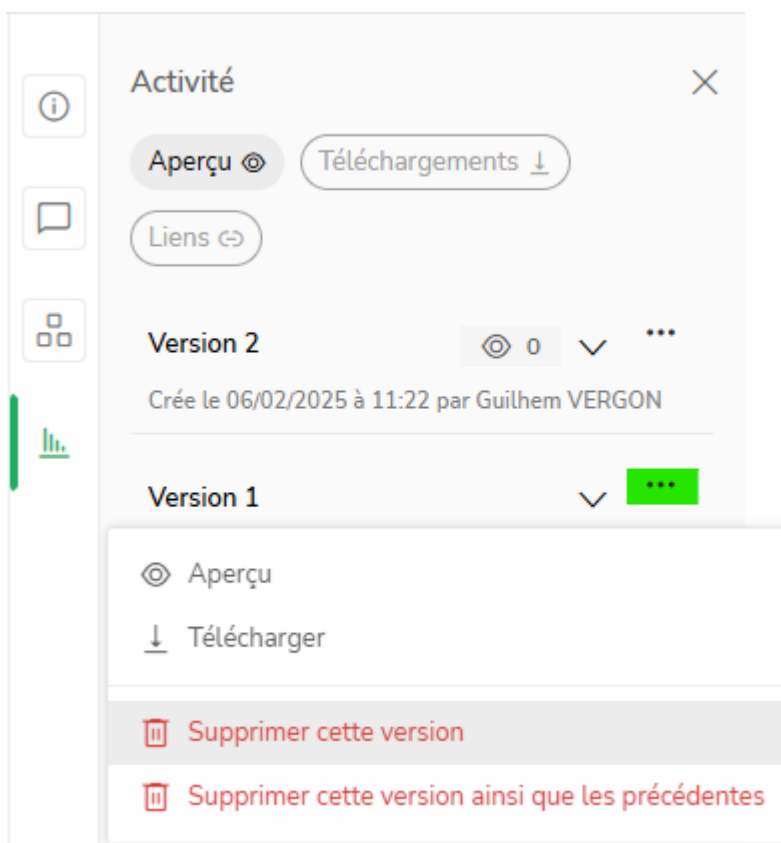 Activité
Aperçu
Téléchargements
Liens
Version 2
0
...
Crée le 06/02/2025 à 11:22 par Guilhem VERGON
Version 1
...
Aperçu
Télécharger
Supprimer cette version
Supprimer cette version ainsi que les précédentes